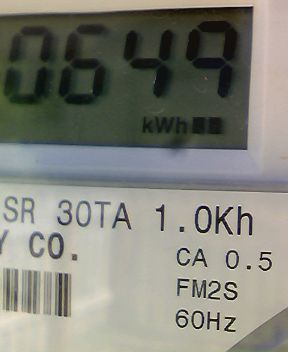 0649
kWh
SR 30TA 1.0Kh
Y CO.
CA 0.5
FM2S
60Hz